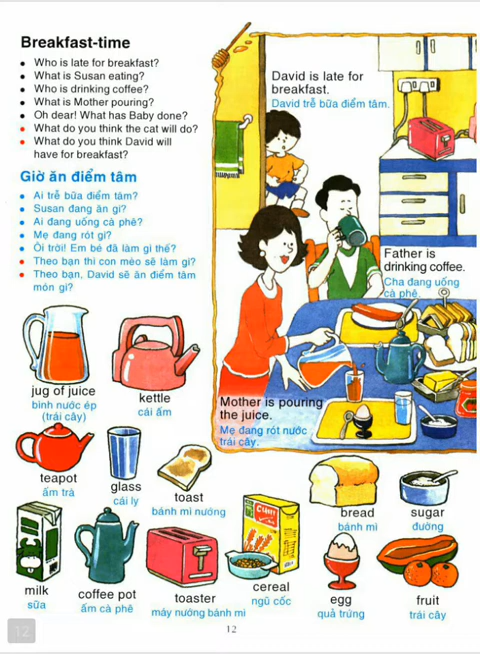 Breakfast-time
Who is late for breakfast?
What is Susan eating?
Who is drinking coffee?
What is Mother pouring?
Oh dear! What has Baby done?
What do you think the cat will do?
What do you think David will
have for breakfast?
Giờ ăn điểm tâm
Ai trễ bữa điểm tâm?
Susan đang ăn gì?
Ai đang uống cà phê?
Mẹ đang rót gì?
Ôi trời! Em bé đã làm gì thế?
Theo bạn thì con mèo sẽ làm gì?
Theo bạn, David sẽ ăn điểm tâm
món gì?
David is late for
breakfast.
David trễ bữa điểm tâm.
Father is
drinking coffee.
Cha đang uống
cà phê.
Mother is pouring
the juice.
Mẹ đang rót nước
trái cây.
jug of juice
bình nước ép
(trái cây)
kettle
cái ấm
teapot
ấm trà
glass
cái ly
toast
bánh mì nướng
bread
bánh mì
sugar
đường
milk
sữa
coffee pot
ấm cà phê
toaster
máy nướng bánh mì
cereal
ngũ cốc
egg
quả trứng
fruit
trái cây
12
12